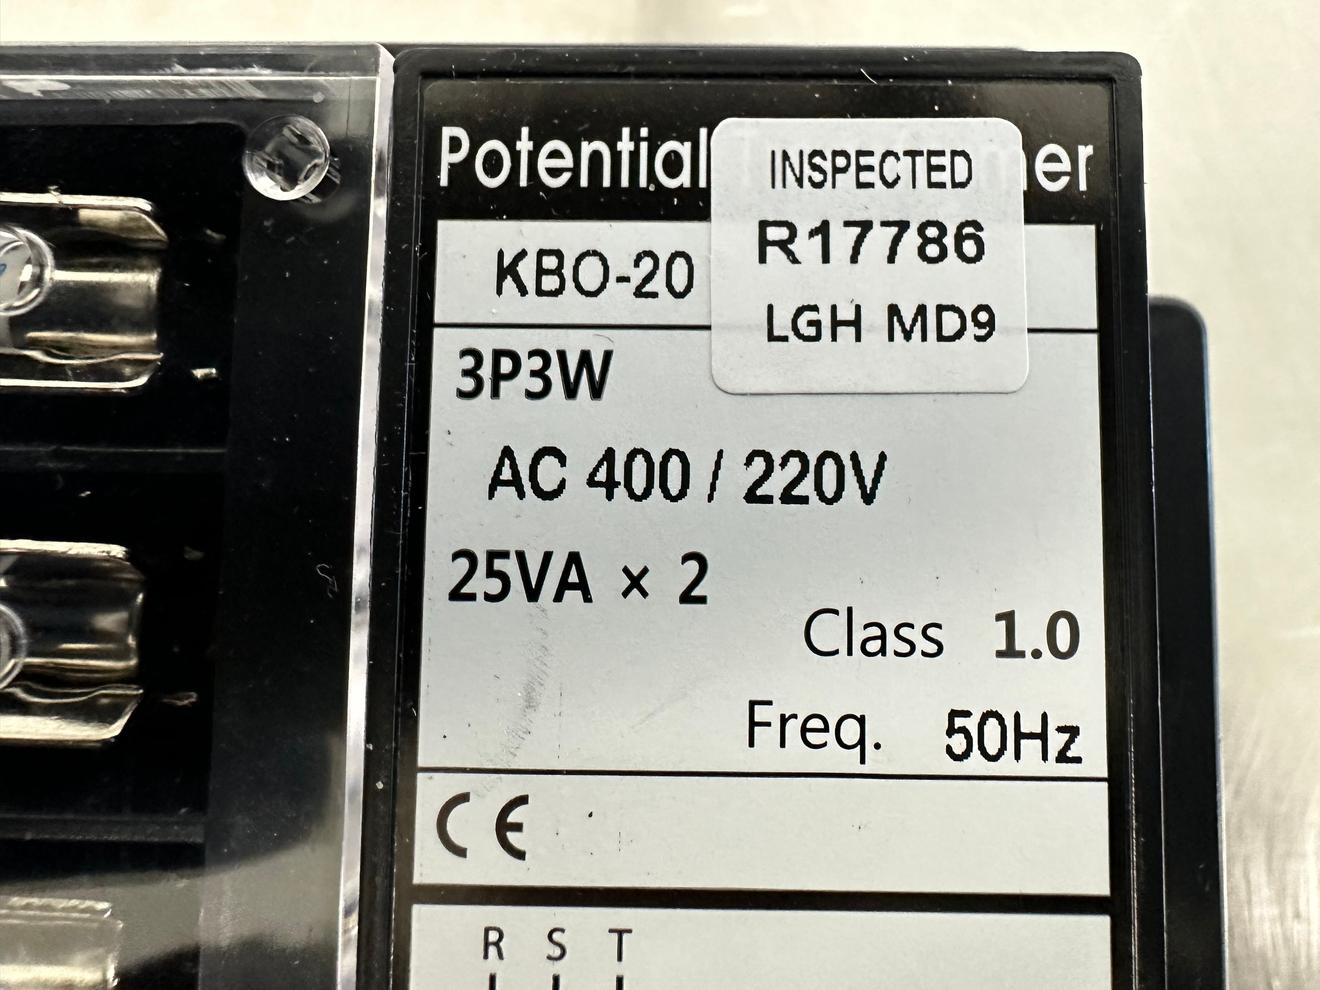 Potential
mer
INSPECTED
R17786
LGH MD9
KBO-20
3P3W
AC 400 / 220V
25VA × 2
Class 1.0
Freq. 50Hz
CE
R S T